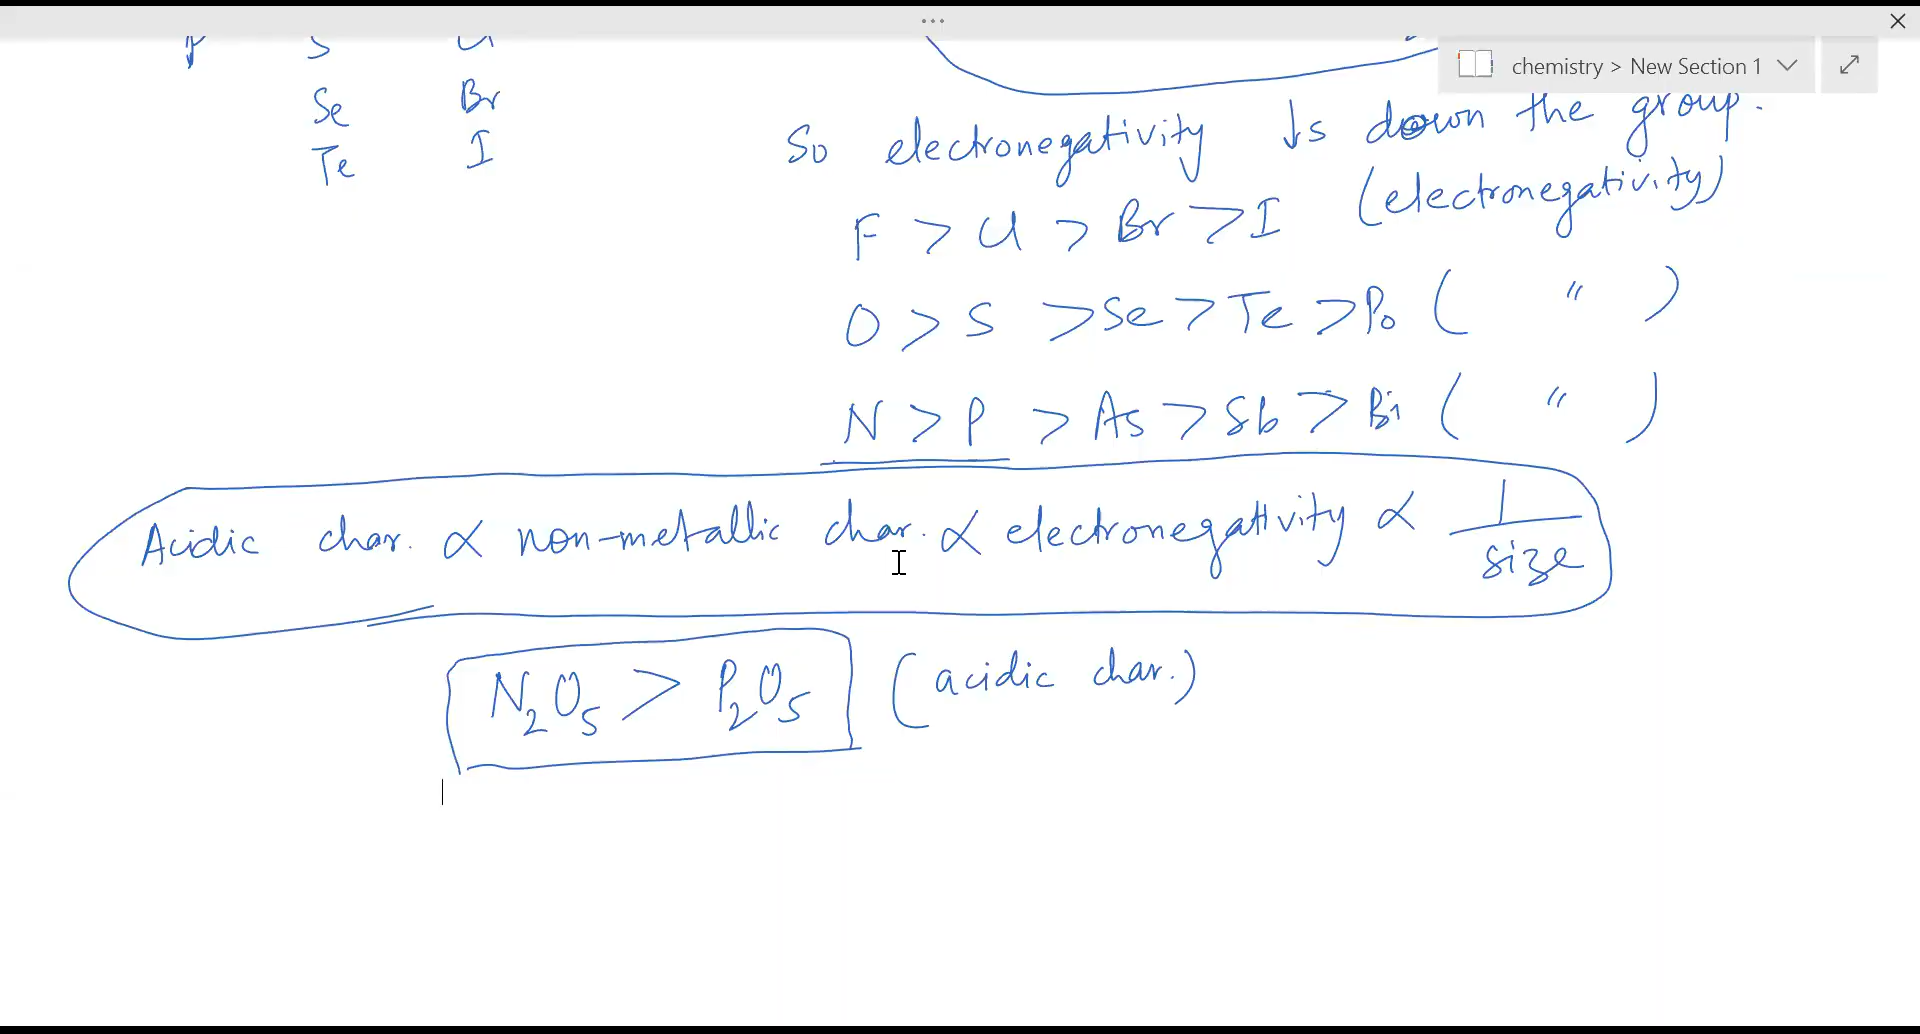 ...
chemistry > New Section 1
P S Cl
Se Br
Te I
So electronegativity ↓s down the group.
F > Cl > Br > I (electronegativity)
O > S > Se > Te > Po ( " )
N > P > As > Sb > Bi ( " )
Acidic char. ∝ non-metallic char. ∝ electronegativity ∝ 1/size
N₂O₅ > P₂O₅ (acidic char.)